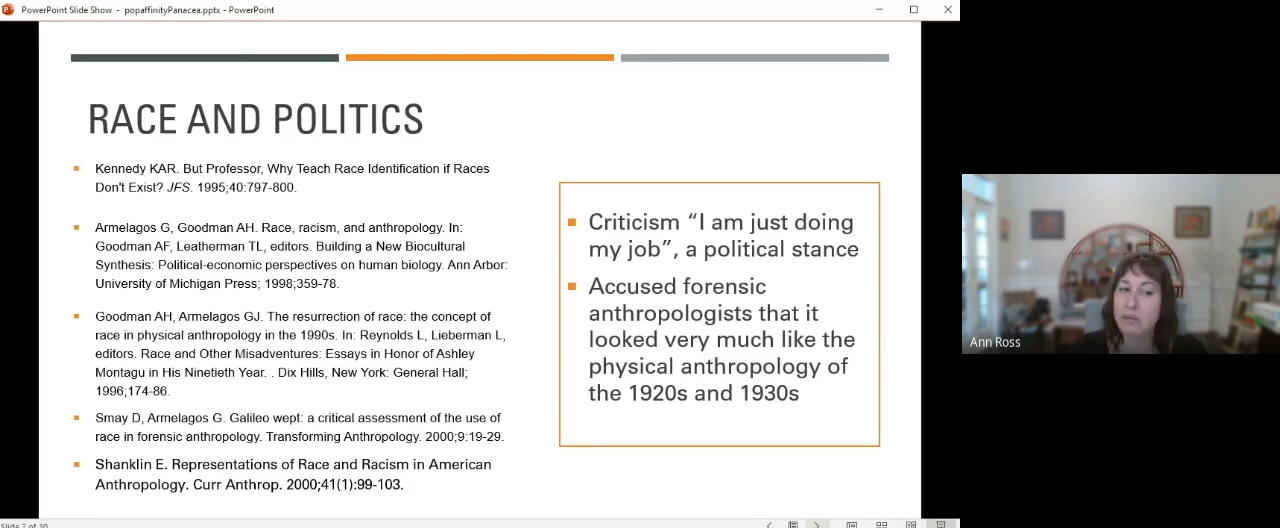 PowerPoint Slide Show - popaffinityPanacea.pptx - PowerPoint
RACE AND POLITICS
Kennedy KAR. But Professor, Why Teach Race Identification if Races
Don't Exist? JFS. 1995;40:797-800.
Armelagos G, Goodman AH. Race, racism, and anthropology. In:
Goodman AF, Leatherman TL, editors. Building a New Biocultural
Synthesis: Political-economic perspectives on human biology. Ann Arbor:
University of Michigan Press; 1998;359-78.
Goodman AH, Armelagos GJ. The resurrection of race: the concept of
race in physical anthropology in the 1990s. In: Reynolds L, Lieberman L,
editors. Race and Other Misadventures: Essays in Honor of Ashley
Montagu in His Ninetieth Year. . Dix Hills, New York: General Hall;
1996;174-86.
Smay D, Armelagos G. Galileo wept: a critical assessment of the use of
race in forensic anthropology. Transforming Anthropology. 2000;9:19-29.
Shanklin E. Representations of Race and Racism in American
Anthropology. Curr Anthrop. 2000;41(1):99-103.
Criticism “I am just doing
my job”, a political stance
Accused forensic
anthropologists that it
looked very much like the
physical anthropology of
the 1920s and 1930s
Ann Ross
Slide 7 of 30